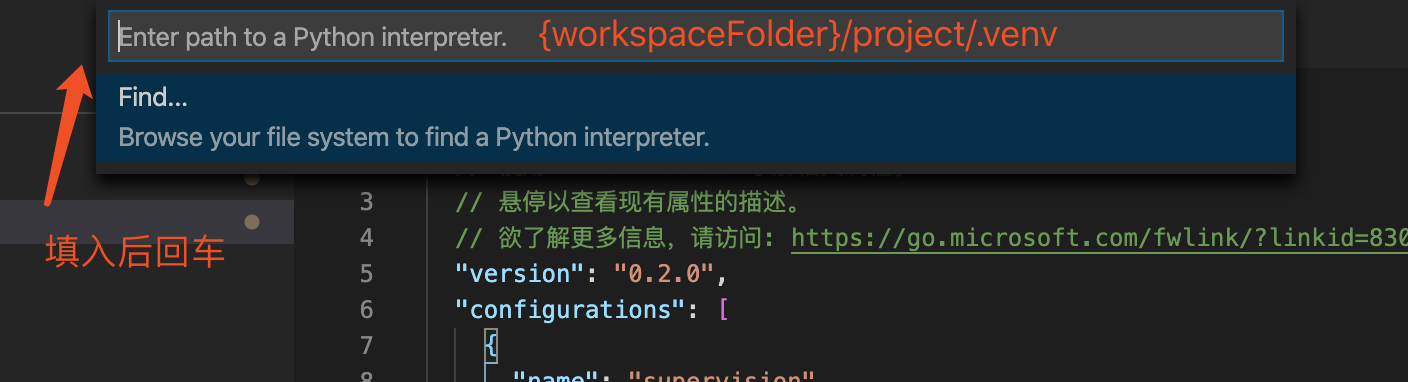 Enter path to a Python interpreter. {workspaceFolder}/project/.venv
Find...
Browse your file system to find a Python interpreter.
填入后回车
3 // 悬停以查看现有属性的描述。
4 // 欲了解更多信息，请访问: https://go.microsoft.com/fwlink/?linkid=830
5 "version": "0.2.0",
6 "configurations": [
7 {
8 "name": "supervision"